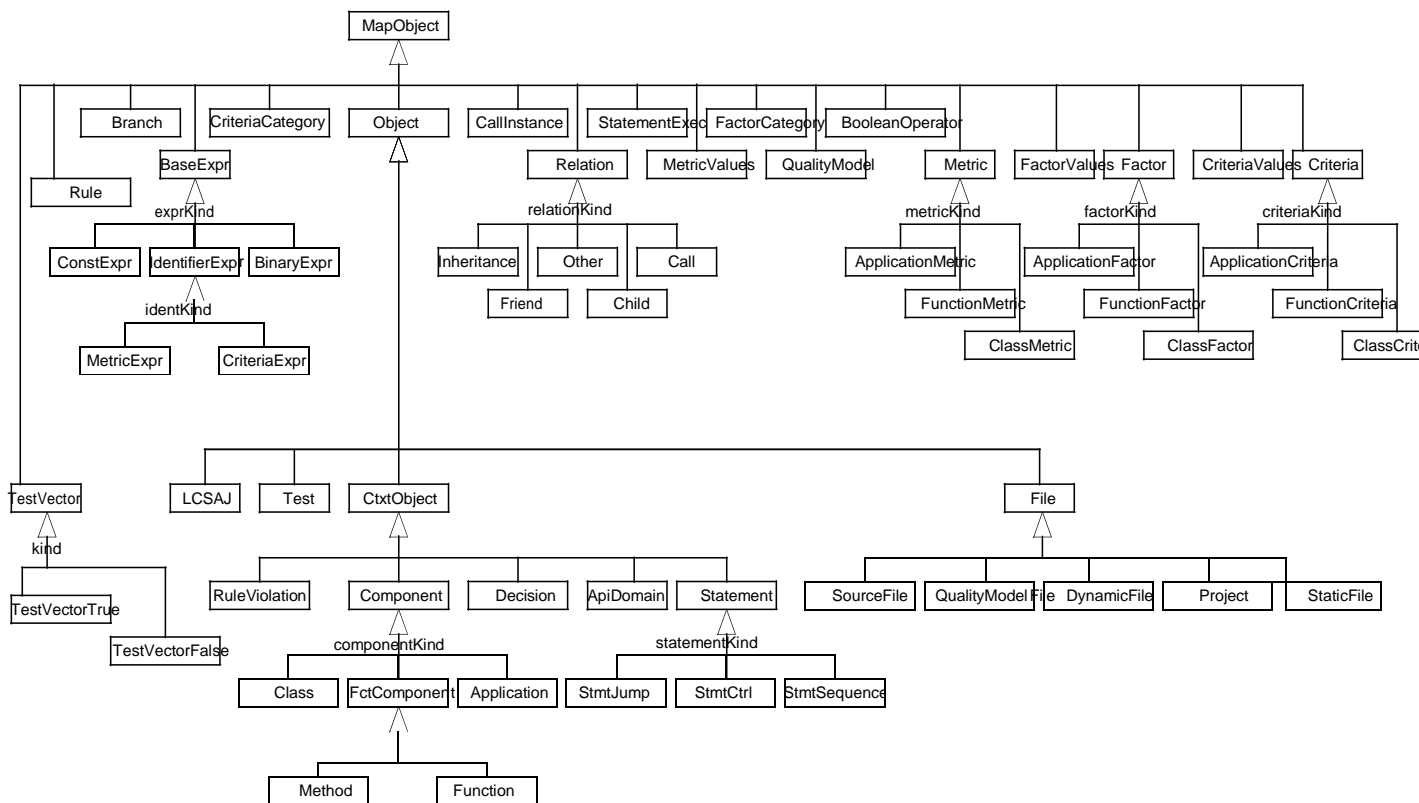 MapObject
Branch
CriteriaCategory
Object
CallInstance
StatementExec
FactorCategory
BooleanOperator
BaseExpr
Relation
MetricValues
QualityModel
Metric
FactorValues
Factor
CriteriaValues
Criteria
Rule
exprKind
relationKind
metricKind
factorKind
criteriaKind
ConstExpr
IdentifierExpr
BinaryExpr
Inheritance
Other
Call
ApplicationMetric
ApplicationFactor
ApplicationCriteria
Friend
Child
FunctionMetric
FunctionFactor
FunctionCriteria
identKind
MetricExpr
CriteriaExpr
ClassMetric
ClassFactor
ClassCrite
TestVector
LCSAJ
Test
CtxtObject
File
kind
RuleViolation
Component
Decision
ApiDomain
Statement
SourceFile
QualityModelFile
DynamicFile
Project
StaticFile
TestVectorTrue
TestVectorFalse
componentKind
statementKind
Class
FctComponent
Application
StmtJump
StmtCtrl
StmtSequence
Method
Function